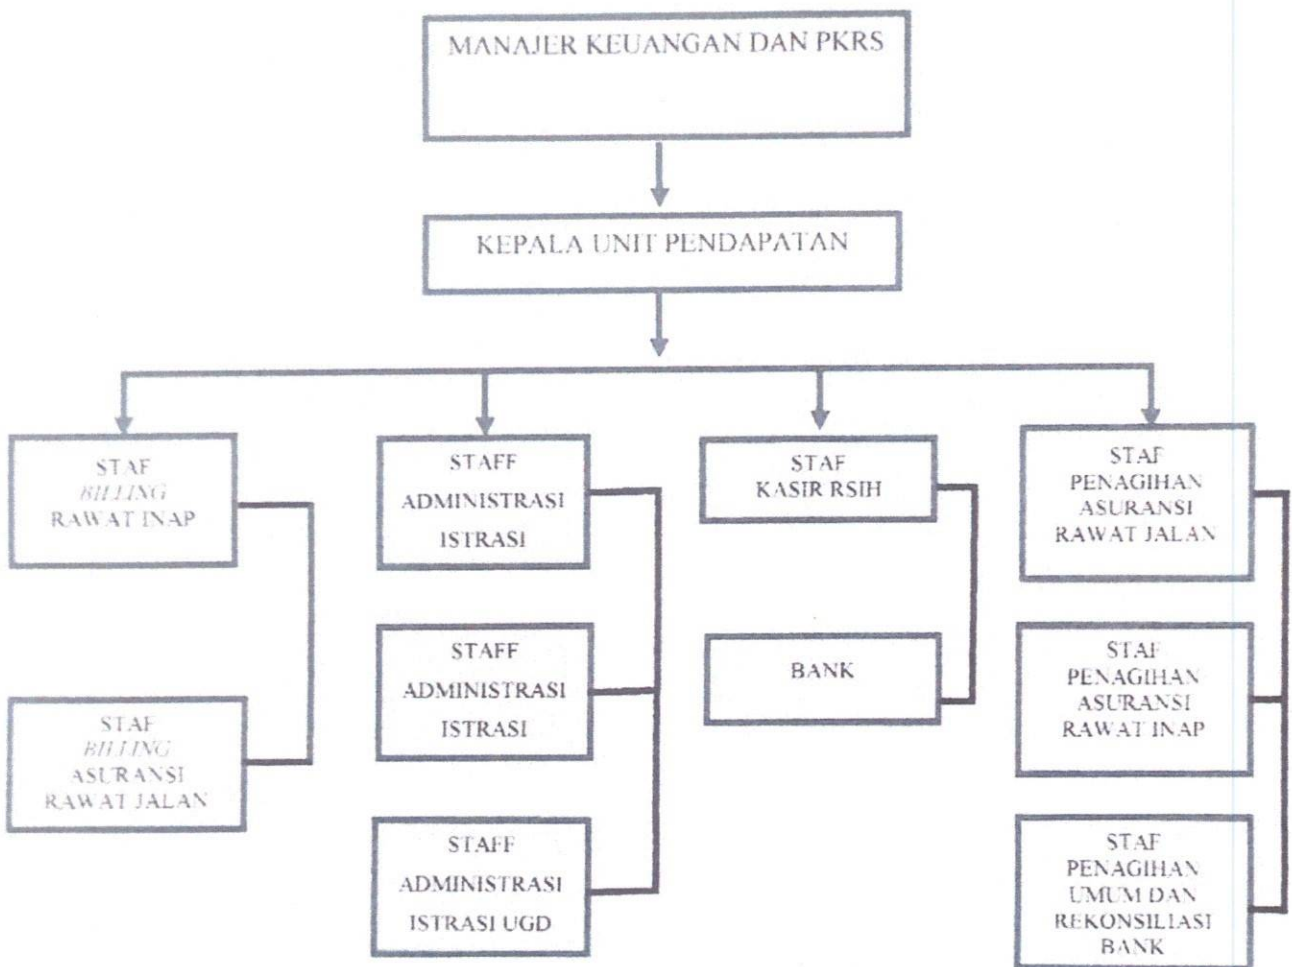 MANAJER KEUANGAN DAN PKRS
KEPALA UNIT PENDAPATAN
STAF
BILLING
RAWAT INAP
STAF
BILLING
ASURANSI
RAWAT JALAN
STAFF
ADMINISTRASI
ISTRASI
STAFF
ADMINISTRASI
ISTRASI
STAFF
ADMINISTRASI
ISTRASI UGD
STAF
KASIR RSIH
BANK
STAF
PENAGIHAN
ASURANSI
RAWAT JALAN
STAF
PENAGIHAN
ASURANSI
RAWAT INAP
STAF
PENAGIHAN
UMUM DAN
REKONSILIASI
BANK